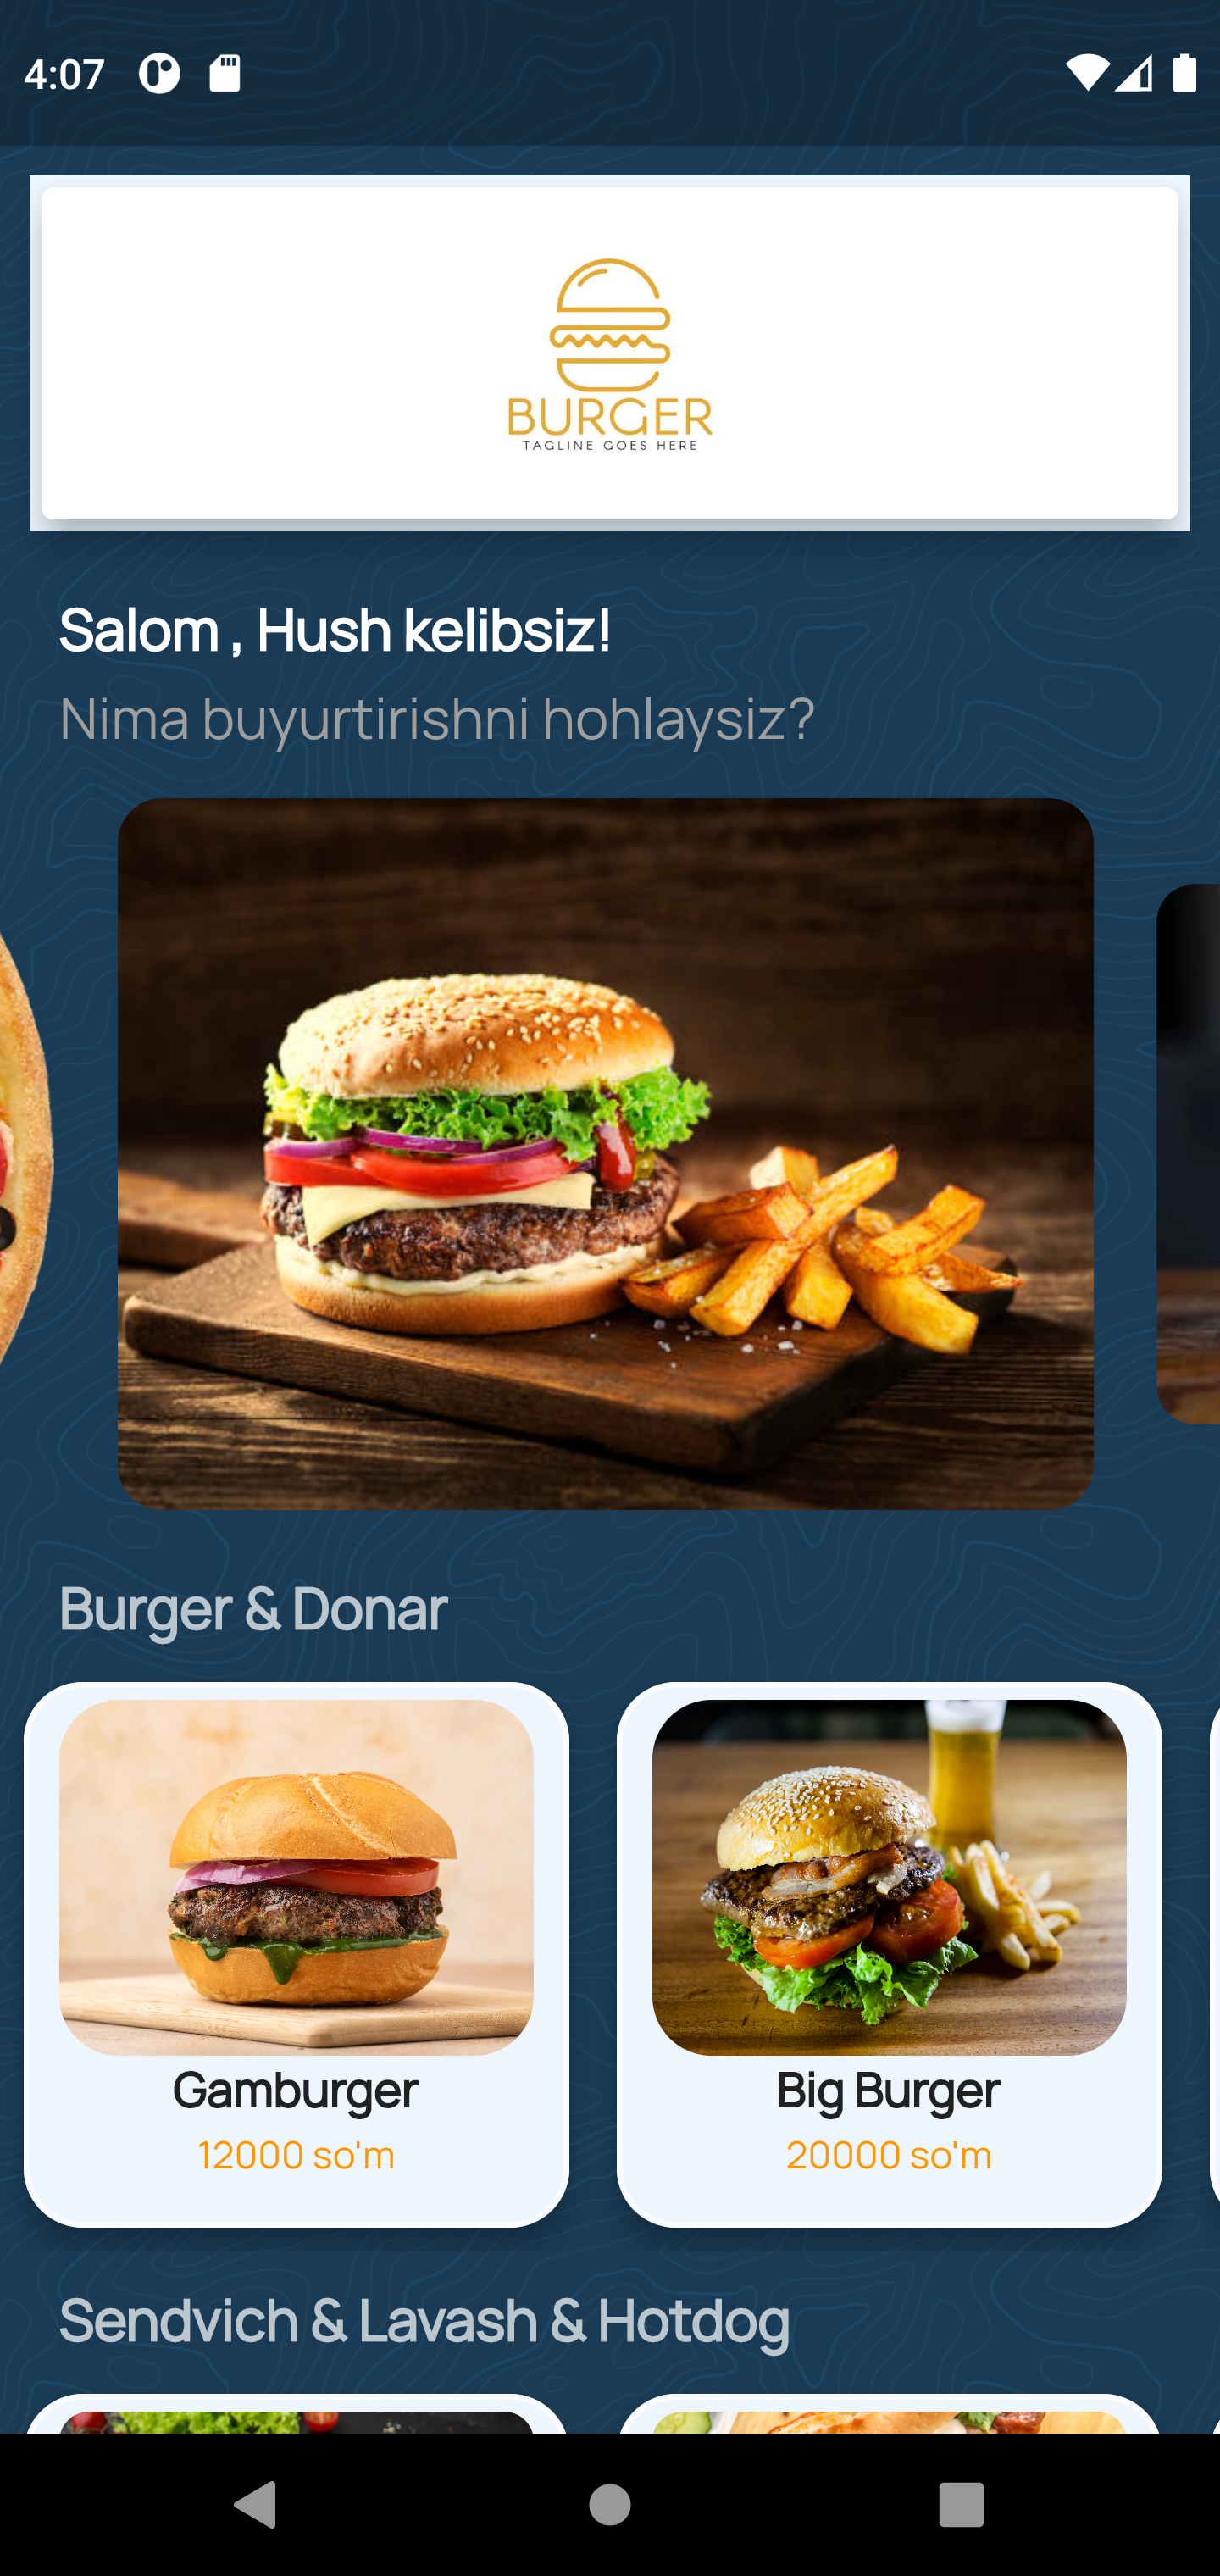 4:07
BURGER
TAGLINE GOES HERE
Salom , Hush kelibsiz!
Nima buyurtirishni hohlaysiz?
Burger & Donar
Gamburger
12000 so'm
Big Burger
20000 so'm
Sendvich & Lavash & Hotdog